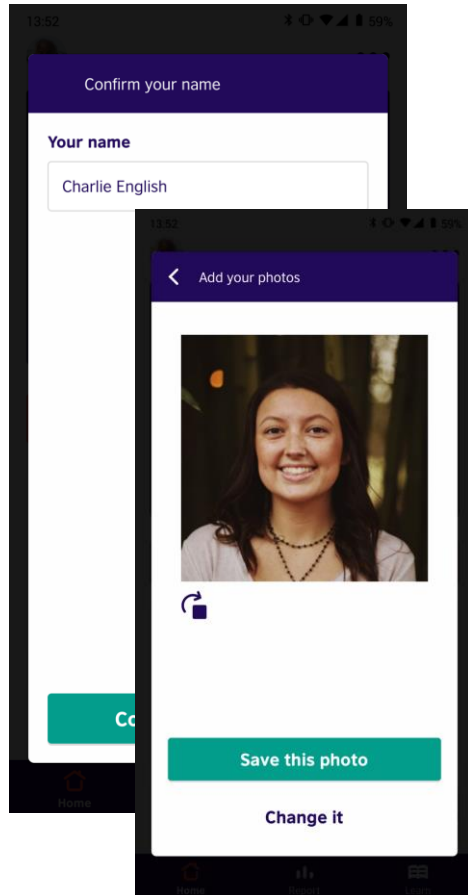 13:52
59%
Confirm your name
Your name
Charlie English
Co
Home
13:52
59%
Add your photos
Save this photo
Change it
Home
Report
Learn